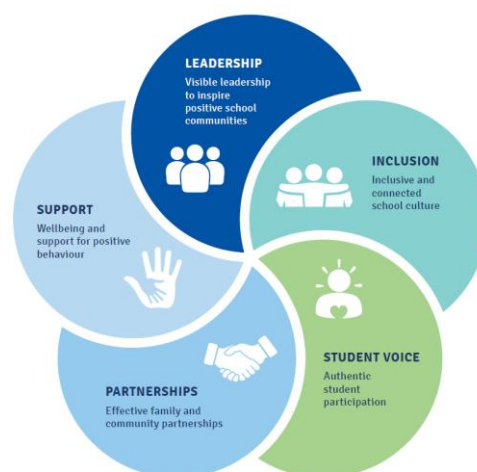 LEADERSHIP
Visible leadership
to inspire
positive school
communities
INCLUSION
Inclusive and
connected
school culture
STUDENT VOICE
Authentic
student
participation
PARTNERSHIPS
Effective family and
community partnerships
SUPPORT
Wellbeing and
support for positive
behaviour